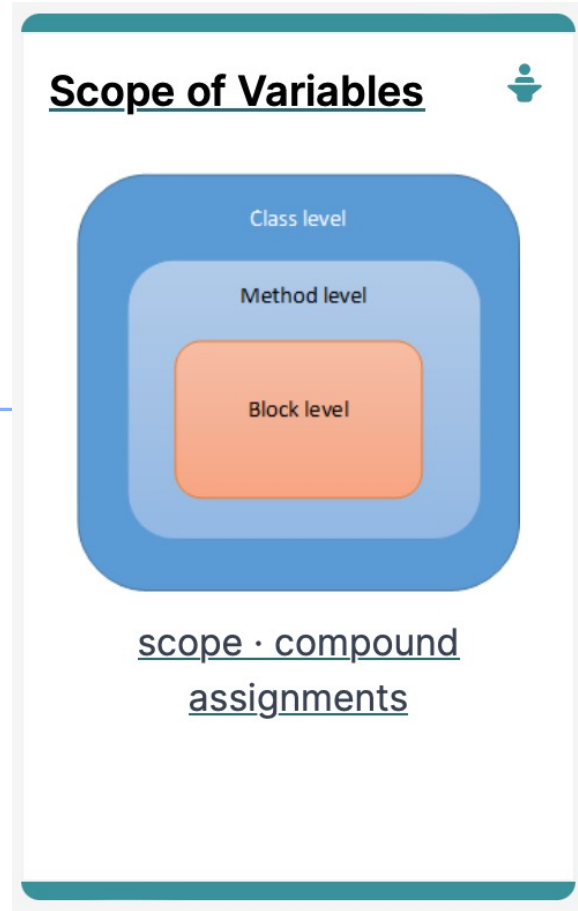 Scope of Variables
Class level
Method level
Block level
scope · compound
assignments